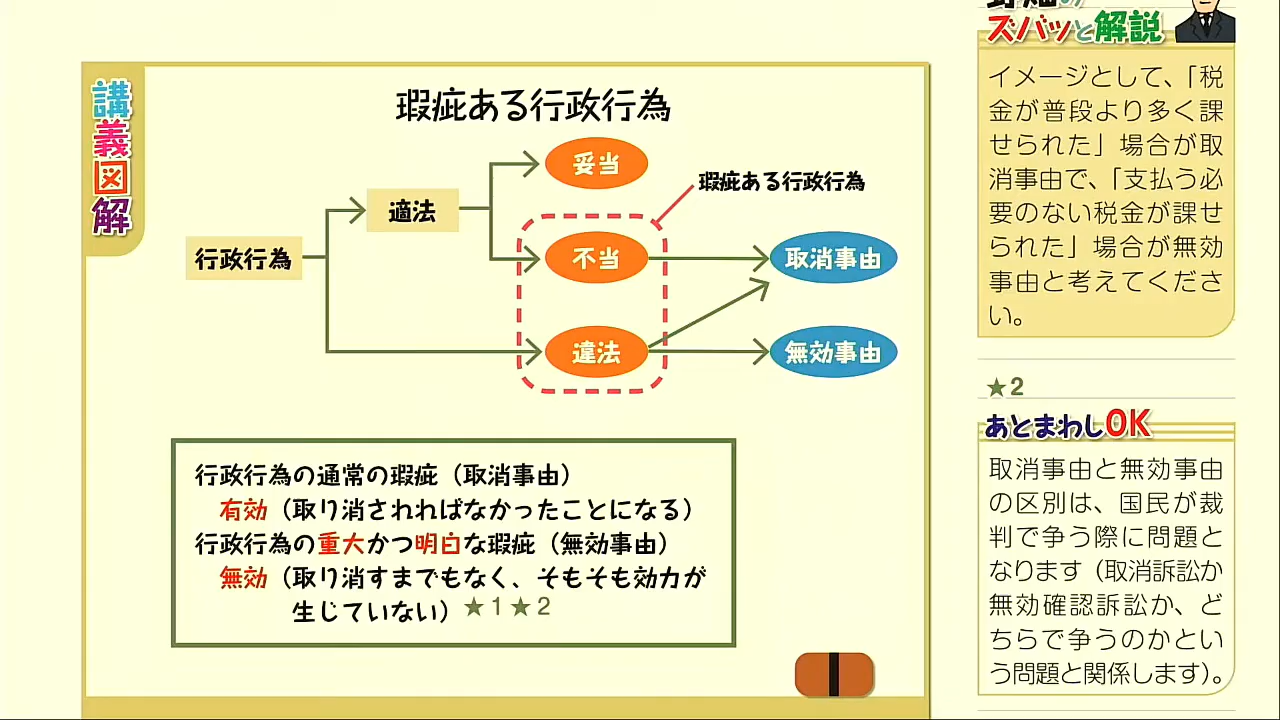 講義図解
瑕疵ある行政行為
妥当
瑕疵ある行政行為
適法
行政行為
不当
取消事由
違法
無効事由
行政行為の通常の瑕疵（取消事由）
有効（取り消されればなかったことになる）
行政行為の重大かつ明白な瑕疵（無効事由）
無効（取り消すまでもなく、そもそも効力が
生じていない）★1★2
ズバッと解説
イメージとして、「税
金が普段より多く課
せられた」場合が取
消事由で、「支払う必
要のない税金が課せ
られた」場合が無効
事由と考えてくださ
い。
★2
あとまわしOK
取消事由と無効事由
の区別は、国民が裁
判で争う際に問題と
なります（取消訴訟か
無効確認訴訟か、ど
ちらで争うのかとい
う問題と関係します）。